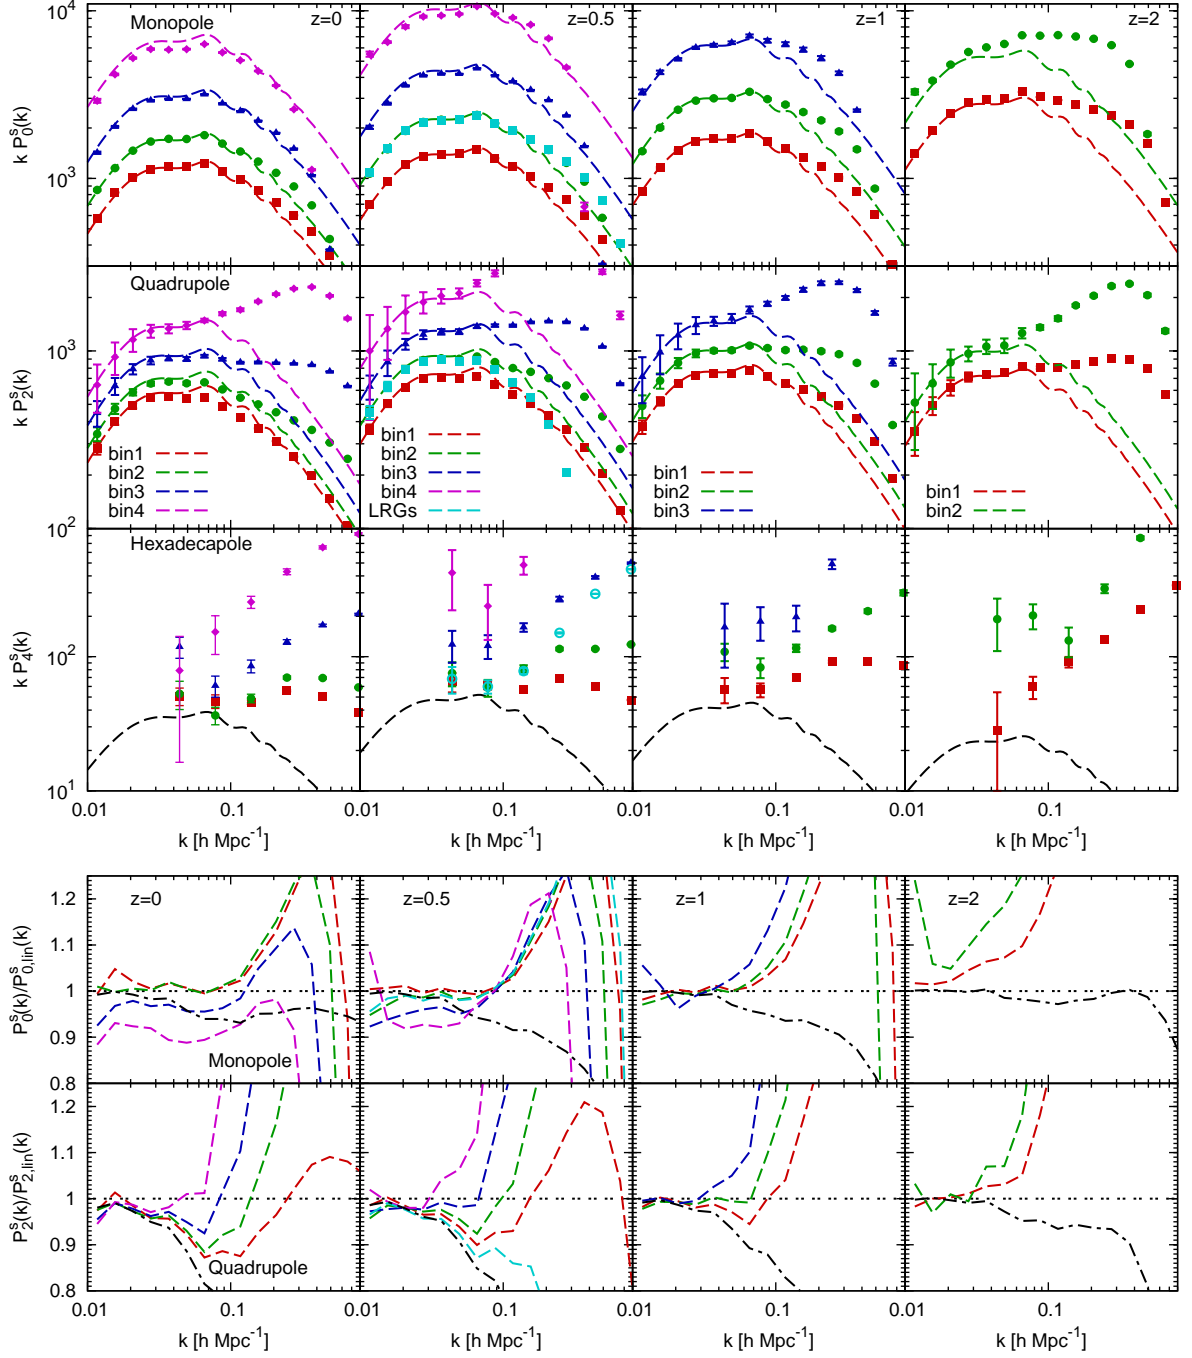 Monopole
z=0
z=0.5
z=1
z=2
10^4
10^3
k P^s_0(k)
Quadrupole
10^3
10^2
k P^s_2(k)
bin1
bin2
bin3
bin4
bin1
bin2
bin3
bin4
LRGs
bin1
bin2
bin3
bin1
bin2
Hexadecapole
10^2
10^1
k P^s_4(k)
0.01 0.1 0.01 0.1 0.01 0.1 0.01 0.1
k [h Mpc^-1] k [h Mpc^-1] k [h Mpc^-1] k [h Mpc^-1]
z=0 z=0.5 z=1 z=2
1.2
1.1
1
0.9
0.8
P^s_0(k)/P^s_0,lin(k)
Monopole
1.2
1.1
1
0.9
0.8
P^s_2(k)/P^s_2,lin(k)
Quadrupole
0.01 0.1 0.01 0.1 0.01 0.1 0.01 0.1
k [h Mpc^-1] k [h Mpc^-1] k [h Mpc^-1] k [h Mpc^-1]